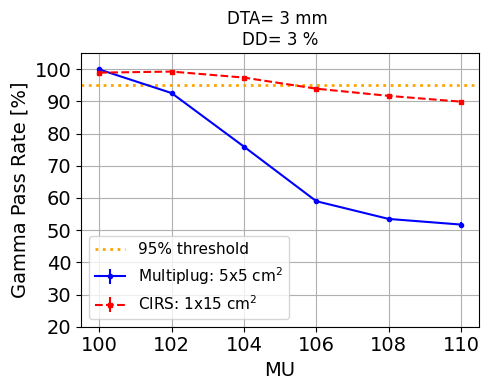 DTA= 3 mm
DD= 3 %
Gamma Pass Rate [%]
100
90
80
70
60
50
40
30
20
95% threshold
Multiplug: 5x5 cm²
CIRS: 1x15 cm²
100 102 104 106 108 110
MU